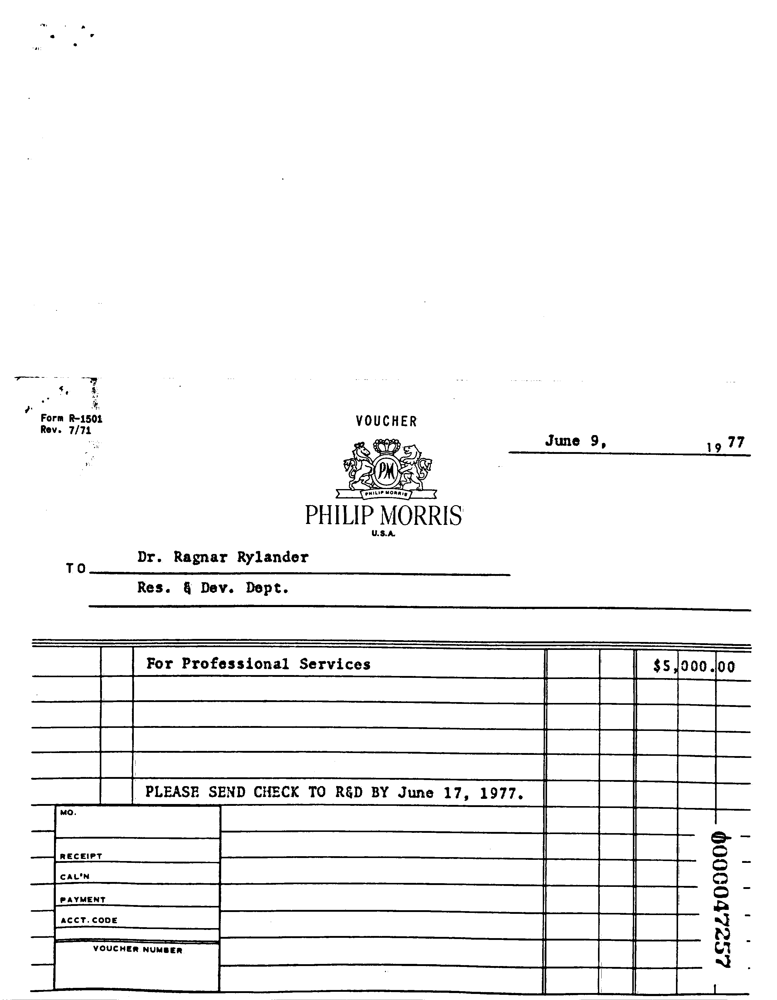 Form R-1501
Rev. 7/71
VOUCHER
June 9, 19 77
PM
PHILIP MORRIS
PHILIP MORRIS
U.S.A.
TO Dr. Ragnar Rylander
Res. & Dev. Dept.
For Professional Services $5,000.00
PLEASE SEND CHECK TO R&D BY June 17, 1977.
MO.
RECEIPT
CAL'N
PAYMENT
ACCT. CODE
VOUCHER NUMBER
0000047257